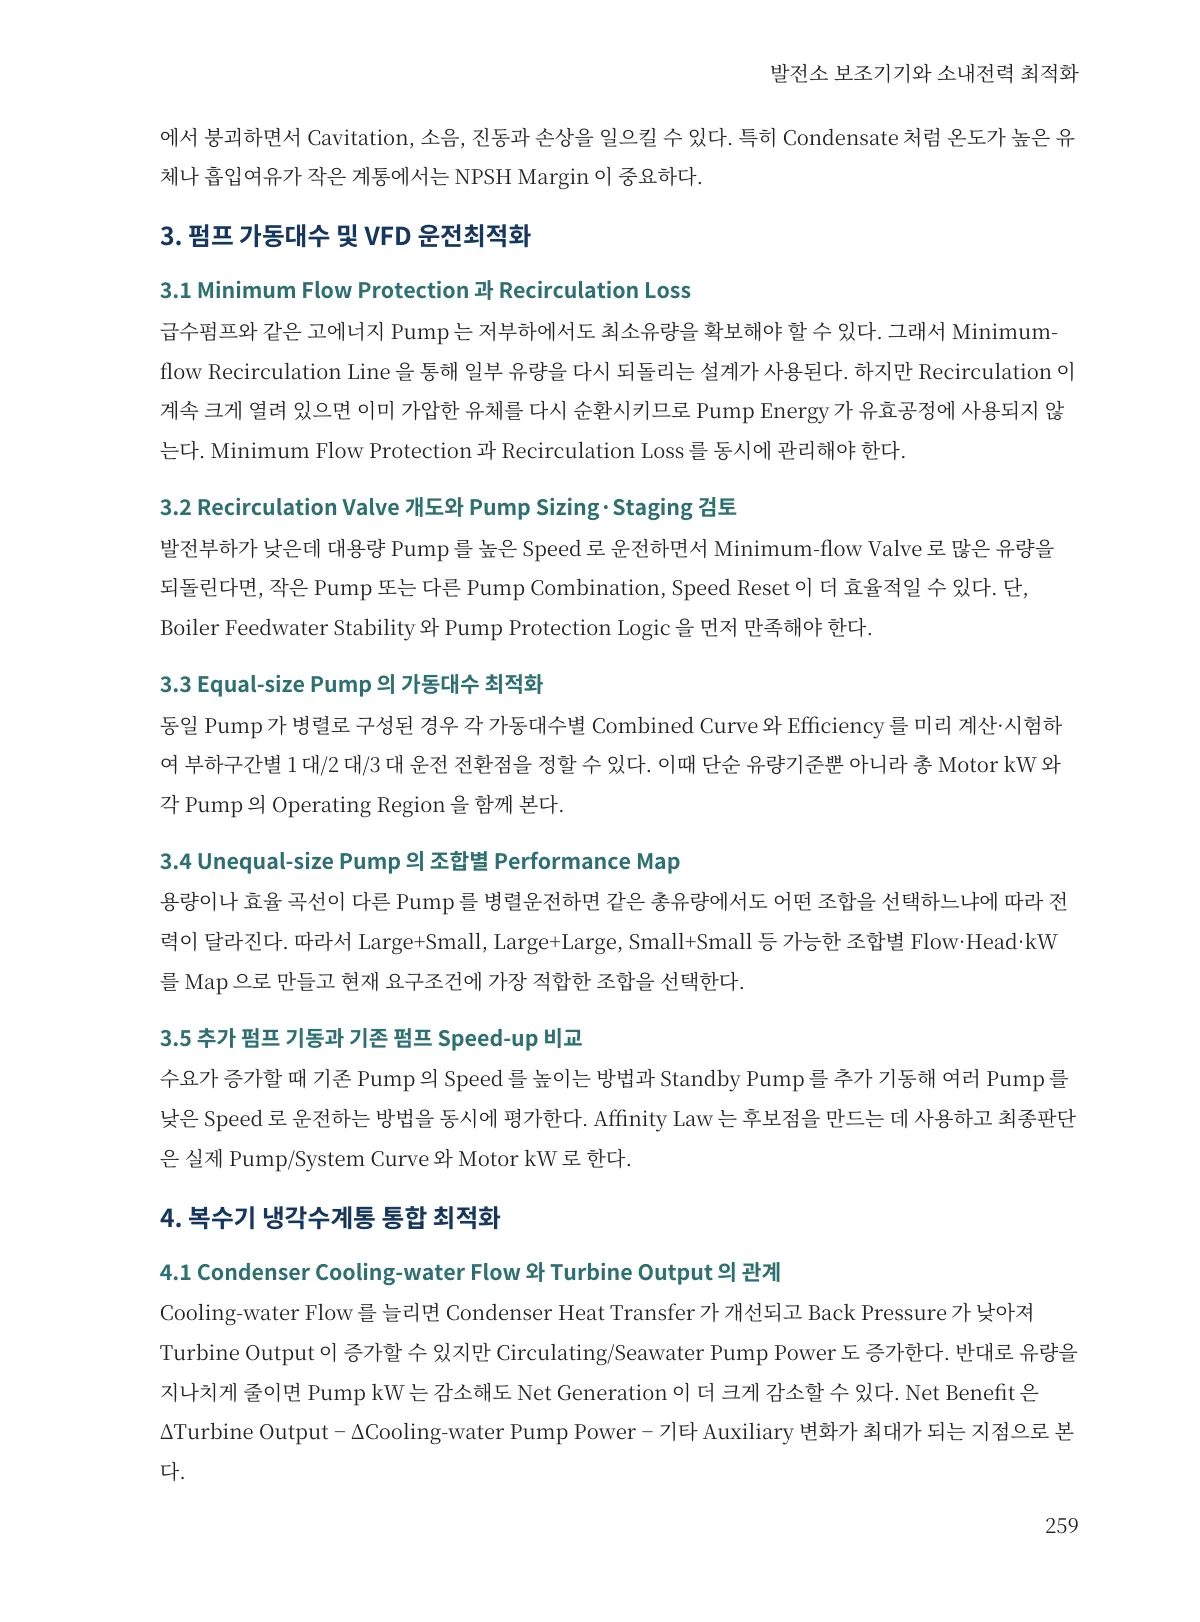 발전소 보조기기와 소내전력 최적화
에서 붕괴하면서 Cavitation, 소음, 진동과 손상을 일으킬 수 있다. 특히 Condensate 처럼 온도가 높은 유
체나 흡입여유가 작은 계통에서는 NPSH Margin 이 중요하다.
3. 펌프 가동대수 및 VFD 운전최적화
3.1 Minimum Flow Protection 과 Recirculation Loss
급수펌프와 같은 고에너지 Pump 는 저부하에서도 최소유량을 확보해야 할 수 있다. 그래서 Minimum-
flow Recirculation Line 을 통해 일부 유량을 다시 되돌리는 설계가 사용된다. 하지만 Recirculation 이
계속 크게 열려 있으면 이미 가압한 유체를 다시 순환시키므로 Pump Energy 가 유효공정에 사용되지 않
는다. Minimum Flow Protection 과 Recirculation Loss 를 동시에 관리해야 한다.
3.2 Recirculation Valve 개도와 Pump Sizing·Staging 검토
발전부하가 낮은데 대용량 Pump 를 높은 Speed 로 운전하면서 Minimum-flow Valve 로 많은 유량을
되돌린다면, 작은 Pump 또는 다른 Pump Combination, Speed Reset 이 더 효율적일 수 있다. 단,
Boiler Feedwater Stability 와 Pump Protection Logic 을 먼저 만족해야 한다.
3.3 Equal-size Pump 의 가동대수 최적화
동일 Pump 가 병렬로 구성된 경우 각 가동대수별 Combined Curve 와 Efficiency 를 미리 계산·시험하
여 부하구간별 1 대/2 대/3 대 운전 전환점을 정할 수 있다. 이때 단순 유량기준뿐 아니라 총 Motor kW 와
각 Pump 의 Operating Region 을 함께 본다.
3.4 Unequal-size Pump 의 조합별 Performance Map
용량이나 효율 곡선이 다른 Pump 를 병렬운전하면 같은 총유량에서도 어떤 조합을 선택하느냐에 따라 전
력이 달라진다. 따라서 Large+Small, Large+Large, Small+Small 등 가능한 조합별 Flow·Head·kW
를 Map 으로 만들고 현재 요구조건에 가장 적합한 조합을 선택한다.
3.5 추가 펌프 기동과 기존 펌프 Speed-up 비교
수요가 증가할 때 기존 Pump 의 Speed 를 높이는 방법과 Standby Pump 를 추가 기동해 여러 Pump 를
낮은 Speed 로 운전하는 방법을 동시에 평가한다. Affinity Law 는 후보점을 만드는 데 사용하고 최종판단
은 실제 Pump/System Curve 와 Motor kW 로 한다.
4. 복수기 냉각수계통 통합 최적화
4.1 Condenser Cooling-water Flow 와 Turbine Output 의 관계
Cooling-water Flow 를 늘리면 Condenser Heat Transfer 가 개선되고 Back Pressure 가 낮아져
Turbine Output 이 증가할 수 있지만 Circulating/Seawater Pump Power 도 증가한다. 반대로 유량을
지나치게 줄이면 Pump kW 는 감소해도 Net Generation 이 더 크게 감소할 수 있다. Net Benefit 은
ΔTurbine Output − ΔCooling-water Pump Power − 기타 Auxiliary 변화가 최대가 되는 지점으로 본
다.
259